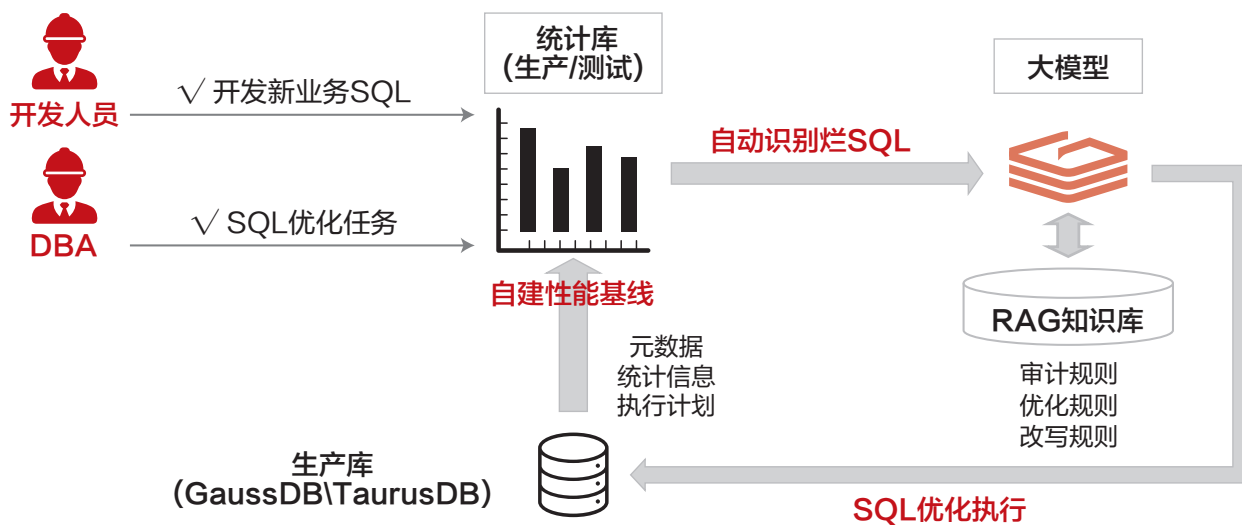 统计库
(生产/测试)
大模型
开发人员
√ 开发新业务SQL
自动识别烂SQL
DBA
√ SQL优化任务
自建性能基线
RAG知识库
元数据
统计信息
执行计划
审计规则
优化规则
改写规则
生产库
(GaussDB\TaurusDB)
SQL优化执行